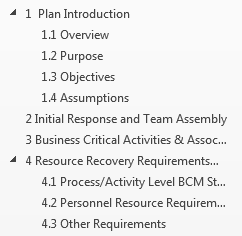 1 Plan Introduction
1.1 Overview
1.2 Purpose
1.3 Objectives
1.4 Assumptions
2 Initial Response and Team Assembly
3 Business Critical Activities & Assoc...
4 Resource Recovery Requirements...
4.1 Process/Activity Level BCM St...
4.2 Personnel Resource Requirem...
4.3 Other Requirements